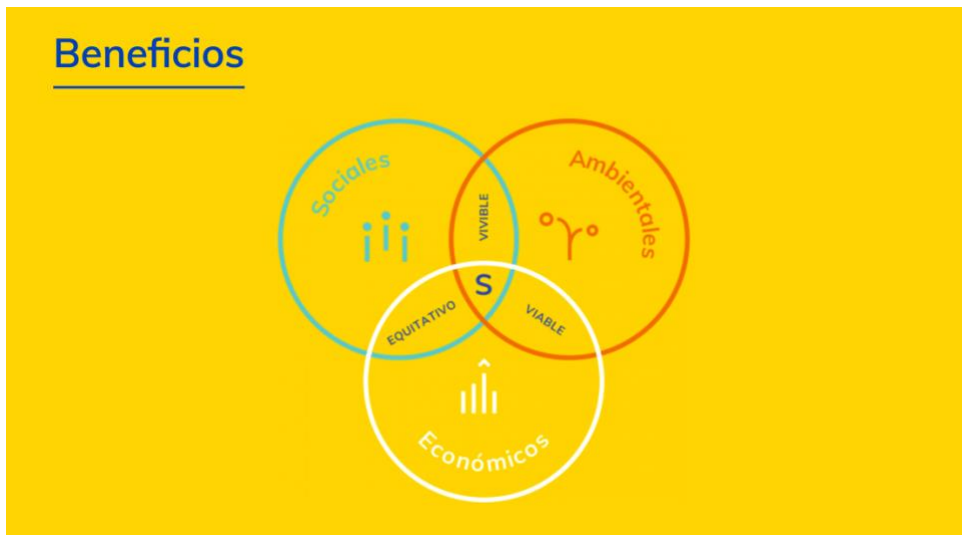 Beneficios
Sociales
Ambientales
VIVIBLE
S
EQUITATIVO
VIABLE
Económicos